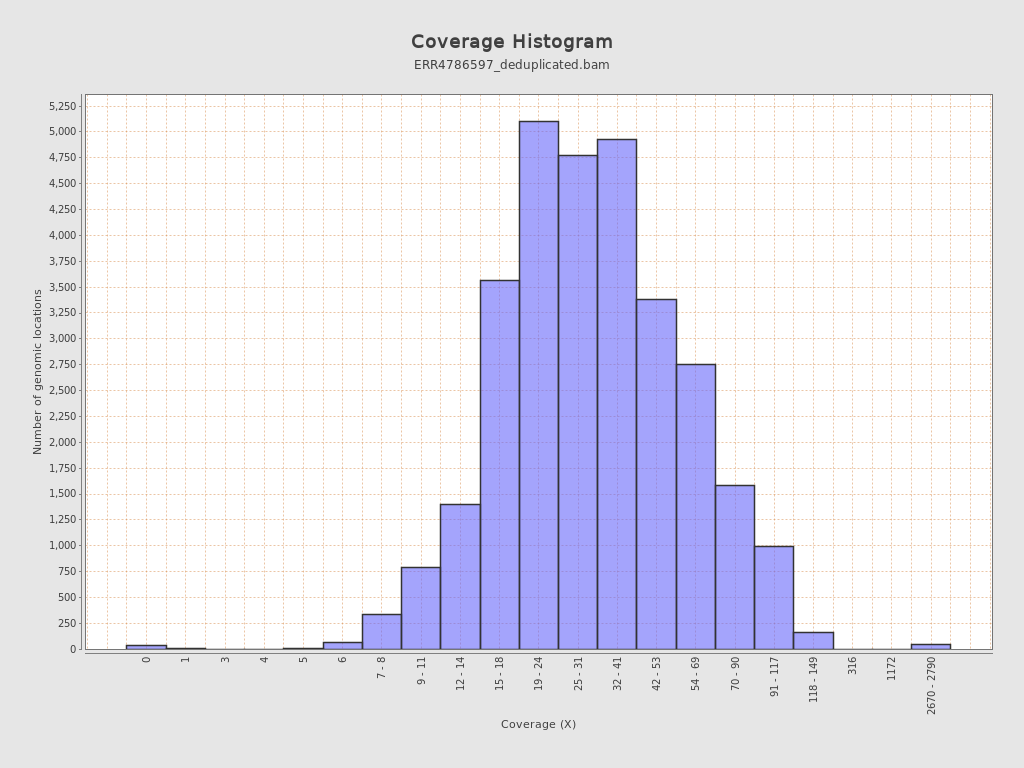 Coverage Histogram
ERR4786597_deduplicated.bam
Number of genomic locations
5,250
5,000
4,750
4,500
4,250
4,000
3,750
3,500
3,250
3,000
2,750
2,500
2,250
2,000
1,750
1,500
1,250
1,000
750
500
250
0
0
1
3
4
5
6
7 - 8
9 - 11
12 - 14
15 - 18
19 - 24
25 - 31
32 - 41
42 - 53
54 - 69
70 - 90
91 - 117
118 - 149
316
1172
2670 - 2790
Coverage (X)